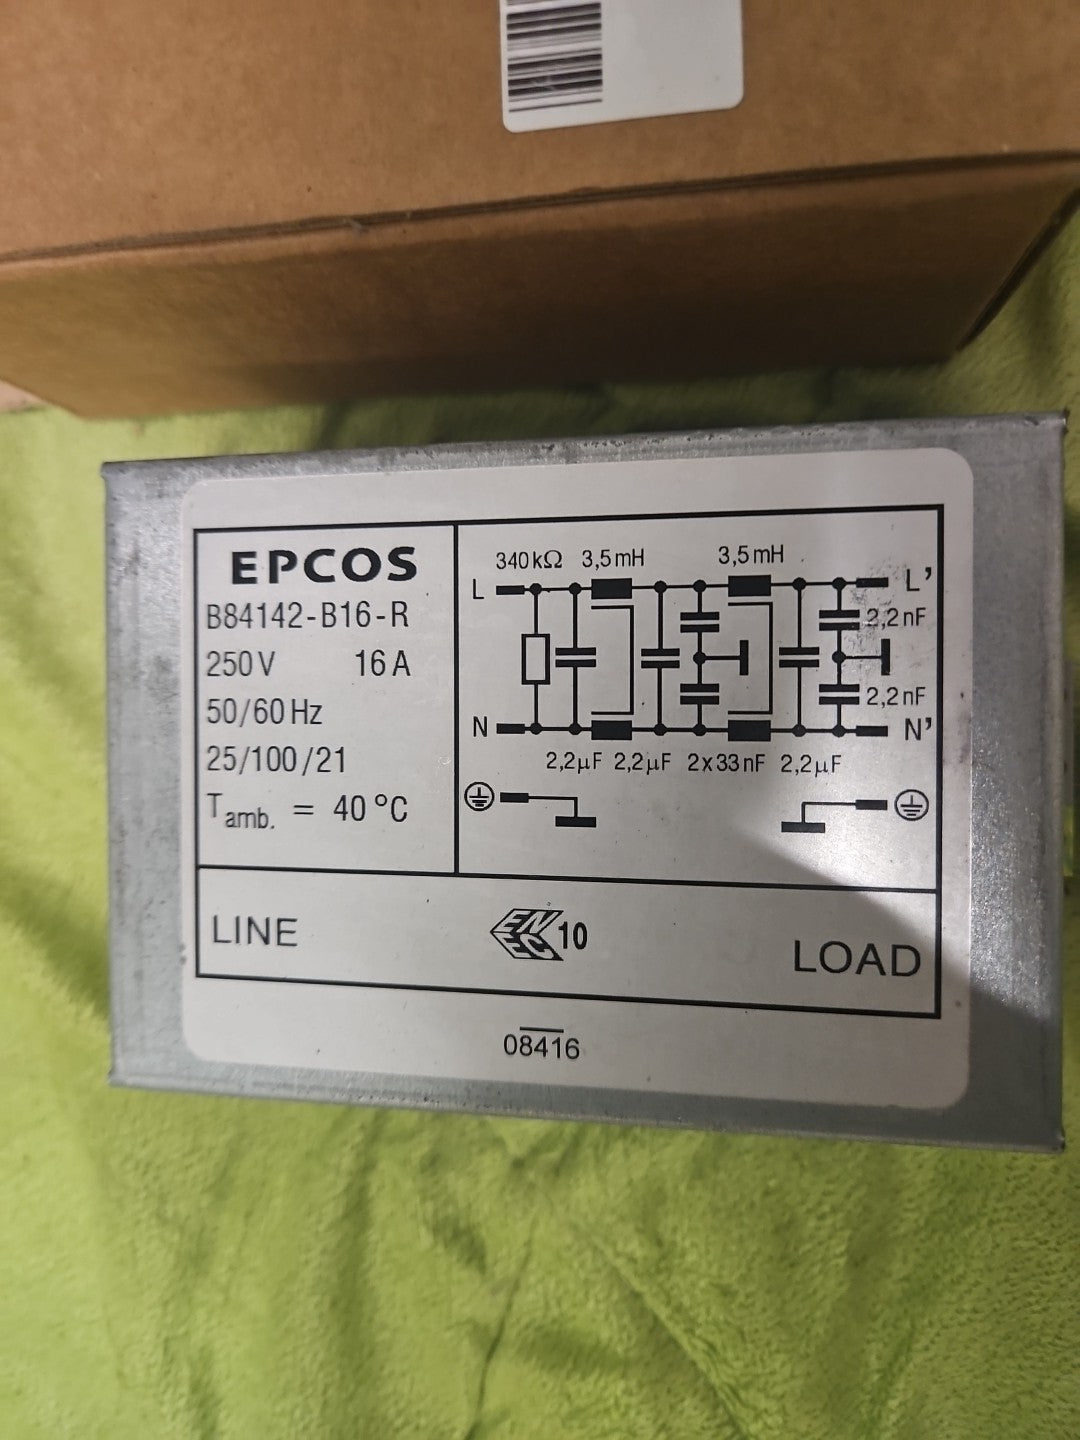 EPCOS
B84142-B16-R
250V 16A
50/60Hz
25/100/21
Tamb. = 40°C
340kΩ 3,5mH 3,5mH
L L’
2,2nF
2,2nF
N N’
2,2µF 2,2µF 2x33nF 2,2µF
LINE
ENEC 10
LOAD
08416